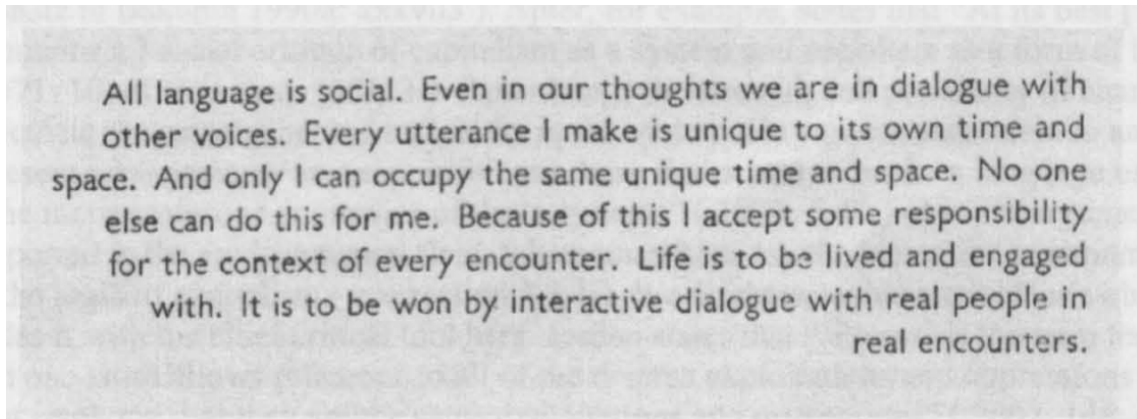 All language is social. Even in our thoughts we are in dialogue with
other voices. Every utterance I make is unique to its own time and
space. And only I can occupy the same unique time and space. No one
else can do this for me. Because of this I accept some responsibility
for the context of every encounter. Life is to be lived and engaged
with. It is to be won by interactive dialogue with real people in
real encounters.